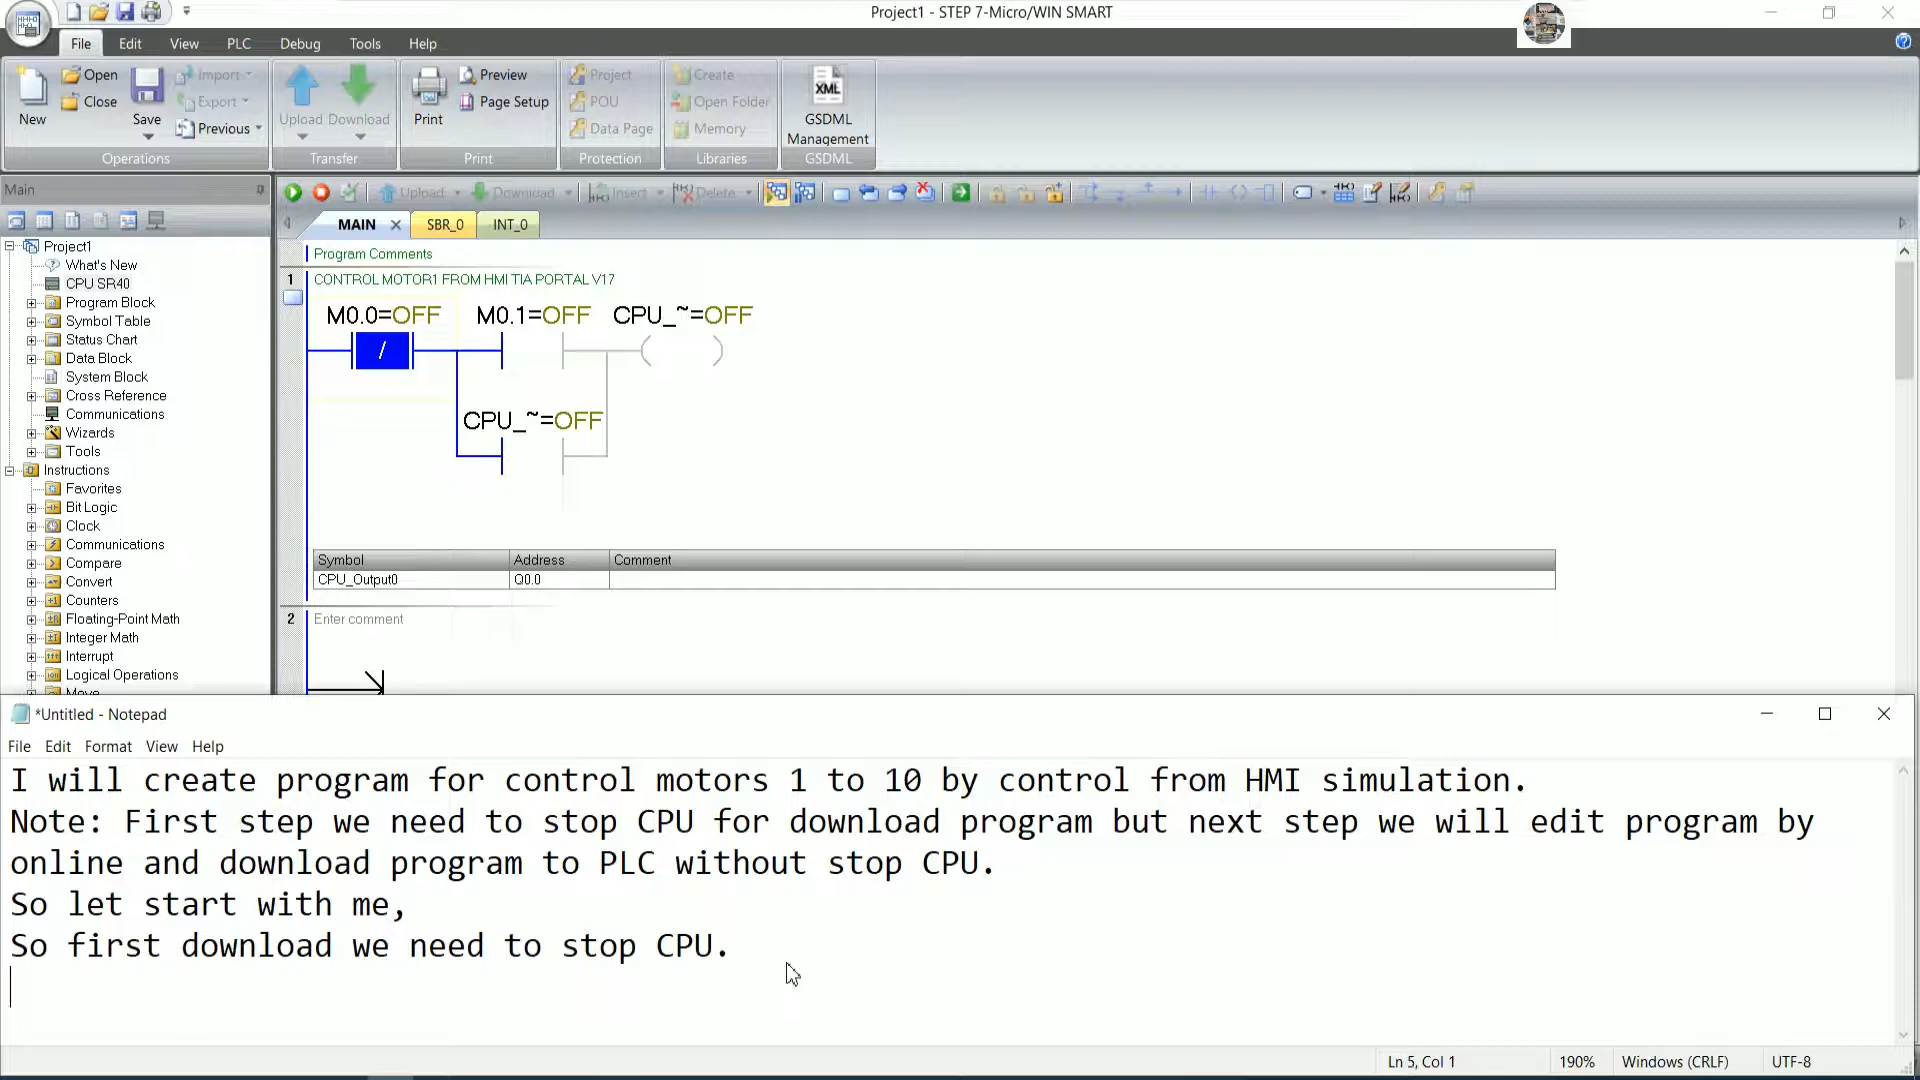 Project1 - STEP 7-Micro/WIN SMART
File Edit View PLC Debug Tools Help
New
Open
Close
Save
Import
Export
Previous
Operations
Upload
Download
Transfer
Print
Preview
Page Setup
Print
Project
POU
Data Page
Protection
Create
Open Folder
Memory
Libraries
XML
GSDML
Management
GSDML
Main
Upload Download Insert Delete
MAIN SBR_0 INT_0
Project1
What's New
CPU SR40
Program Block
Symbol Table
Status Chart
Data Block
System Block
Cross Reference
Communications
Wizards
Tools
Instructions
Favorites
Bit Logic
Clock
Communications
Compare
Convert
Counters
Floating-Point Math
Integer Math
Interrupt
Logical Operations
Move
Program Comments
1 CONTROL MOTOR1 FROM HMI TIA PORTAL V17
M0.0=OFF M0.1=OFF CPU_~=OFF
/
CPU_~=OFF
Symbol Address Comment
CPU_Output0 Q0.0
2 Enter comment
*Untitled - Notepad
File Edit Format View Help
I will create program for control motors 1 to 10 by control from HMI simulation.
Note: First step we need to stop CPU for download program but next step we will edit program by
online and download program to PLC without stop CPU.
So let start with me,
So first download we need to stop CPU.
Ln 5, Col 1 190% Windows (CRLF) UTF-8